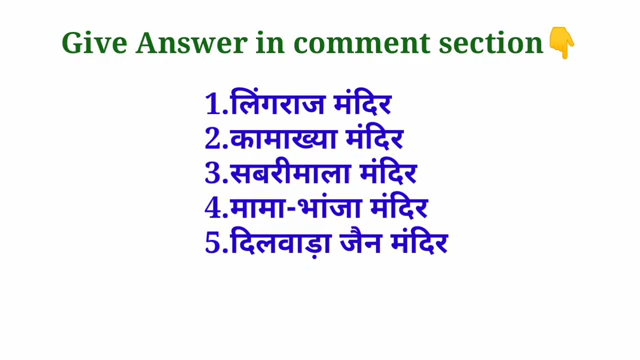 Give Answer in comment section👇
1.लिंगराज मंदिर
2.कामाख्या मंदिर
3.सबरीमाला मंदिर
4.मामा-भांजा मंदिर
5.दिलवाड़ा जैन मंदिर